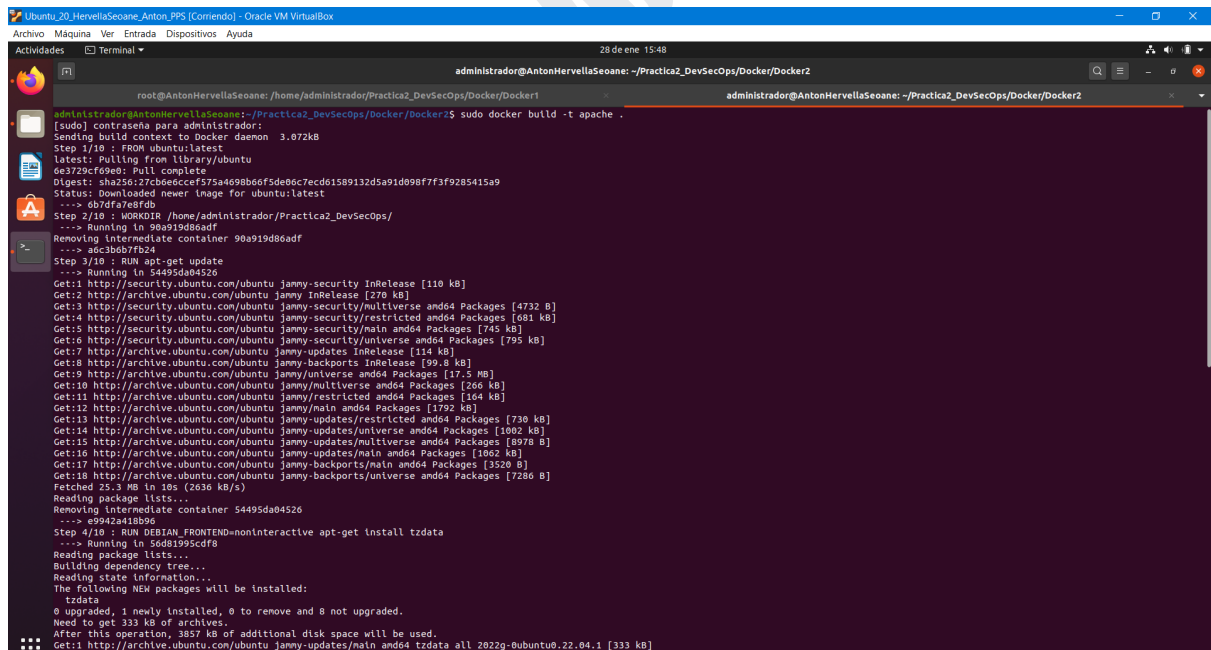 Ubuntu_20_HervellaSeoane_Anton_PPS [Corriendo] - Oracle VM VirtualBox
Archivo Máquina Ver Entrada Dispositivos Ayuda
Actividades Terminal 28 de ene 15:48
administrador@AntonHervellaSeoane: ~/Practica2_DevSecOps/Docker/Docker2
root@AntonHervellaSeoane: /home/administrador/Practica2_DevSecOps/Docker/Docker1
administrador@AntonHervellaSeoane: ~/Practica2_DevSecOps/Docker/Docker2
administrador@AntonHervellaSeoane:~/Practica2_DevSecOps/Docker/Docker2$ sudo docker build -t apache .
[sudo] contraseña para administrador:
Sending build context to Docker daemon 3.072kB
Step 1/10 : FROM ubuntu:latest
latest: Pulling from library/ubuntu
6e3729cf69e0: Pull complete
Digest: sha256:27cb6e6ccef575a4698b66f5de06c7ecd61589132d5a91d098f7f3f9285415a9
Status: Downloaded newer image for ubuntu:latest
---> 6b7dfa7e8fdb
Step 2/10 : WORKDIR /home/administrador/Practica2_DevSecOps/
---> Running in 90a919d86adf
Removing intermediate container 90a919d86adf
---> a6c3b6b7fb24
Step 3/10 : RUN apt-get update
---> Running in 54495da04526
Get:1 http://security.ubuntu.com/ubuntu jammy-security InRelease [110 kB]
Get:2 http://archive.ubuntu.com/ubuntu jammy InRelease [270 kB]
Get:3 http://security.ubuntu.com/ubuntu jammy-security/multiverse amd64 Packages [4732 B]
Get:4 http://security.ubuntu.com/ubuntu jammy-security/restricted amd64 Packages [681 kB]
Get:5 http://security.ubuntu.com/ubuntu jammy-security/main amd64 Packages [745 kB]
Get:6 http://security.ubuntu.com/ubuntu jammy-security/universe amd64 Packages [795 kB]
Get:7 http://archive.ubuntu.com/ubuntu jammy-updates InRelease [114 kB]
Get:8 http://archive.ubuntu.com/ubuntu jammy-backports InRelease [99.8 kB]
Get:9 http://archive.ubuntu.com/ubuntu jammy/universe amd64 Packages [17.5 MB]
Get:10 http://archive.ubuntu.com/ubuntu jammy/multiverse amd64 Packages [266 kB]
Get:11 http://archive.ubuntu.com/ubuntu jammy/restricted amd64 Packages [164 kB]
Get:12 http://archive.ubuntu.com/ubuntu jammy/main amd64 Packages [1792 kB]
Get:13 http://archive.ubuntu.com/ubuntu jammy-updates/restricted amd64 Packages [730 kB]
Get:14 http://archive.ubuntu.com/ubuntu jammy-updates/universe amd64 Packages [1002 kB]
Get:15 http://archive.ubuntu.com/ubuntu jammy-updates/multiverse amd64 Packages [8978 B]
Get:16 http://archive.ubuntu.com/ubuntu jammy-updates/main amd64 Packages [1062 kB]
Get:17 http://archive.ubuntu.com/ubuntu jammy-backports/main amd64 Packages [3520 B]
Get:18 http://archive.ubuntu.com/ubuntu jammy-backports/universe amd64 Packages [7286 B]
Fetched 25.3 MB in 10s (2636 kB/s)
Reading package lists...
Removing intermediate container 54495da04526
---> e9942a418b96
Step 4/10 : RUN DEBIAN_FRONTEND=noninteractive apt-get install tzdata
---> Running in 56d81995cdf8
Reading package lists...
Building dependency tree...
Reading state information...
The following NEW packages will be installed:
tzdata
0 upgraded, 1 newly installed, 0 to remove and 8 not upgraded.
Need to get 333 kB of archives.
After this operation, 3857 kB of additional disk space will be used.
Get:1 http://archive.ubuntu.com/ubuntu jammy-updates/main amd64 tzdata all 2022g-0ubuntu0.22.04.1 [333 kB]